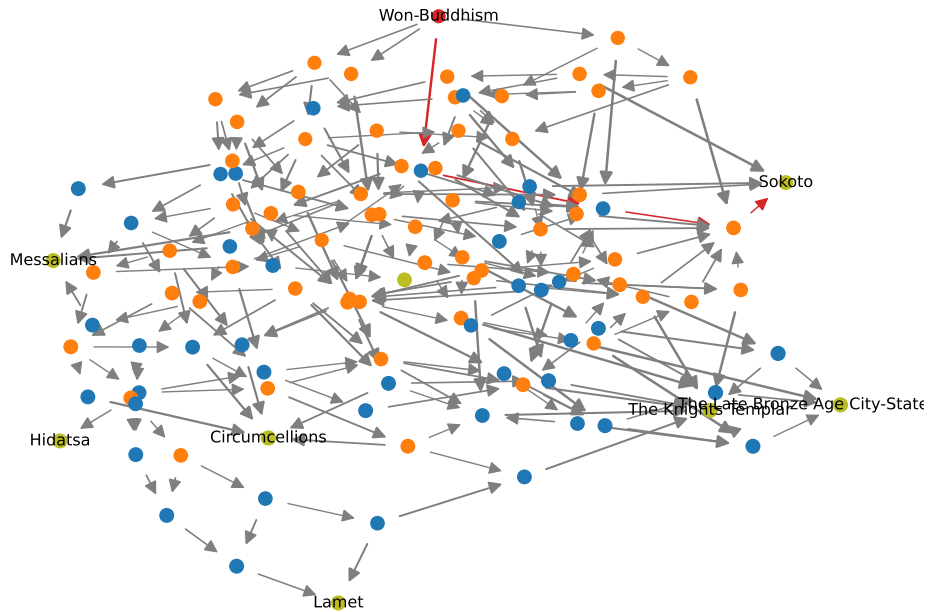 Won-Buddhism
Sokoto
Messalians
The Late Bronze Age City-State
The Knights Templar
Circumcellions
Hidatsa
Lamet